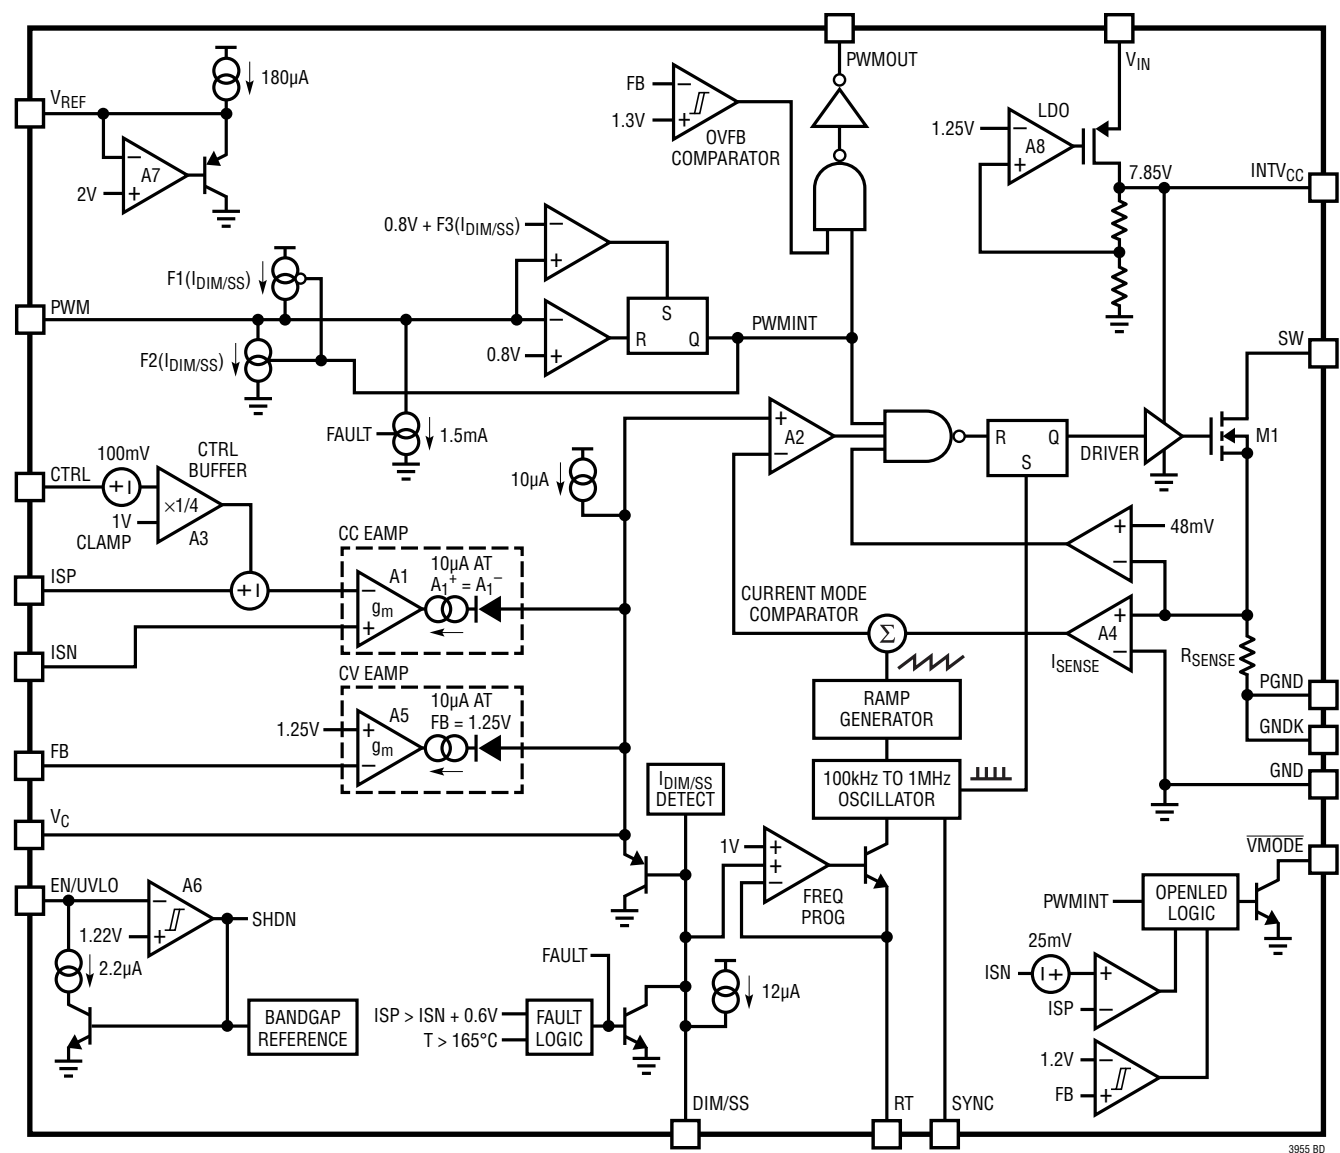 PWMOUT
V_IN
180µA
V_REF
A7
−
+
2V
FB
−
1.3V
+
OVFB
COMPARATOR
LDO
1.25V
−
A8
+
7.85V
INTV_CC
0.8V + F3(I_DIM/SS)
−
+
F1(I_DIM/SS)
PWM
−
0.8V
+
S
R
Q
PWMINT
F2(I_DIM/SS)
SW
FAULT
1.5mA
100mV
CTRL
BUFFER
CTRL
+ I
×1/4
1V
CLAMP
A3
10µA
+
A2
−
R
Q
S
DRIVER
M1
+
48mV
−
CC EAMP
10µA AT
A1+ = A1−
A1
−
g_m
+
ISP
+ I
ISN
CURRENT MODE
COMPARATOR
Σ
A4
+
−
I_SENSE
R_SENSE
PGND
GNDK
GND
CV EAMP
10µA AT
FB = 1.25V
A5
1.25V
+
g_m
−
FB
RAMP
GENERATOR
100kHz TO 1MHz
OSCILLATOR
I_DIM/SS
DETECT
V_C
1V
+
+
−
FREQ
PROG
VMODE
EN/UVLO
A6
−
1.22V
+
SHDN
2.2µA
BANDGAP
REFERENCE
FAULT
ISP > ISN + 0.6V
T > 165°C
FAULT
LOGIC
12µA
PWMINT
OPENLED
LOGIC
25mV
ISN
I +
+
ISP
−
1.2V
−
FB
+
DIM/SS
RT
SYNC
3955 BD